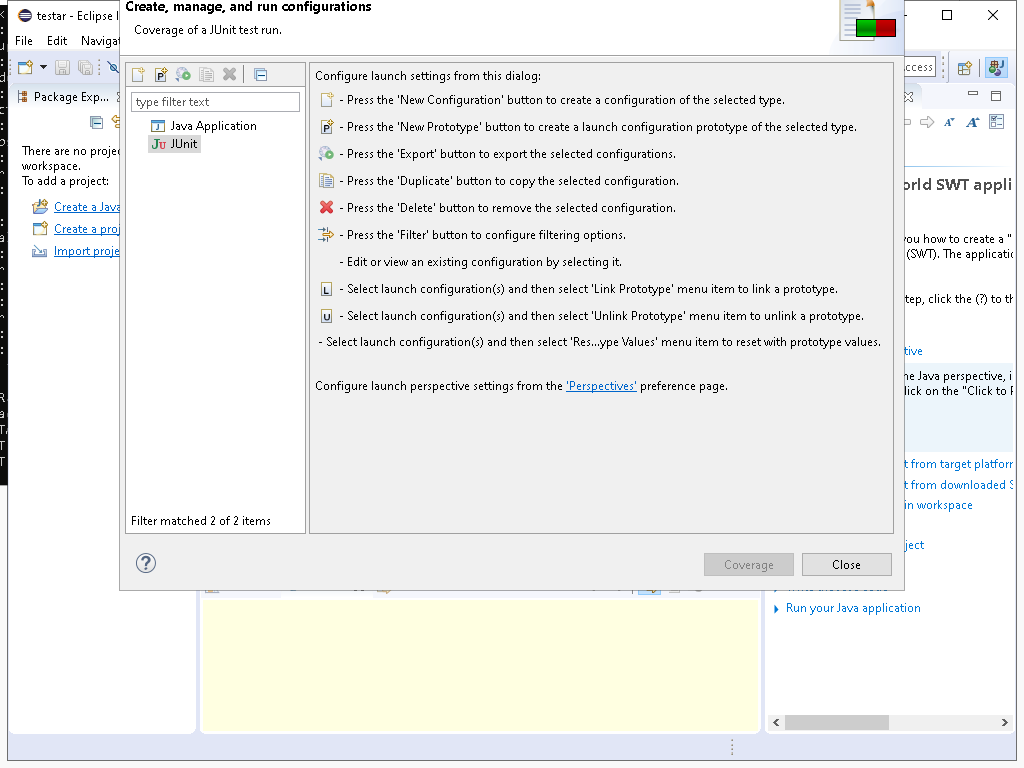 testar - Eclipse I
Create, manage, and run configurations
Coverage of a JUnit test run.
File Edit Navigat
cess
Package Exp...
type filter text
Java Application
JUnit
Filter matched 2 of 2 items
There are no projec
workspace.
To add a project:
Create a Java
Create a proj
Import proje
Configure launch settings from this dialog:
- Press the 'New Configuration' button to create a configuration of the selected type.
- Press the 'New Prototype' button to create a launch configuration prototype of the selected type.
- Press the 'Export' button to export the selected configurations.
- Press the 'Duplicate' button to copy the selected configuration.
- Press the 'Delete' button to remove the selected configuration.
- Press the 'Filter' button to configure filtering options.
- Edit or view an existing configuration by selecting it.
- Select launch configuration(s) and then select 'Link Prototype' menu item to link a prototype.
- Select launch configuration(s) and then select 'Unlink Prototype' menu item to unlink a prototype.
- Select launch configuration(s) and then select 'Res...ype Values' menu item to reset with prototype values.
Configure launch perspective settings from the 'Perspectives' preference page.
Coverage
Close
orld SWT appli
you how to create a "
(SWT). The applicatio
tep, click the (?) to th
tive
he Java perspective, i
lick on the "Click to P
t from target platform
t from downloaded S
in workspace
ject
Run your Java application